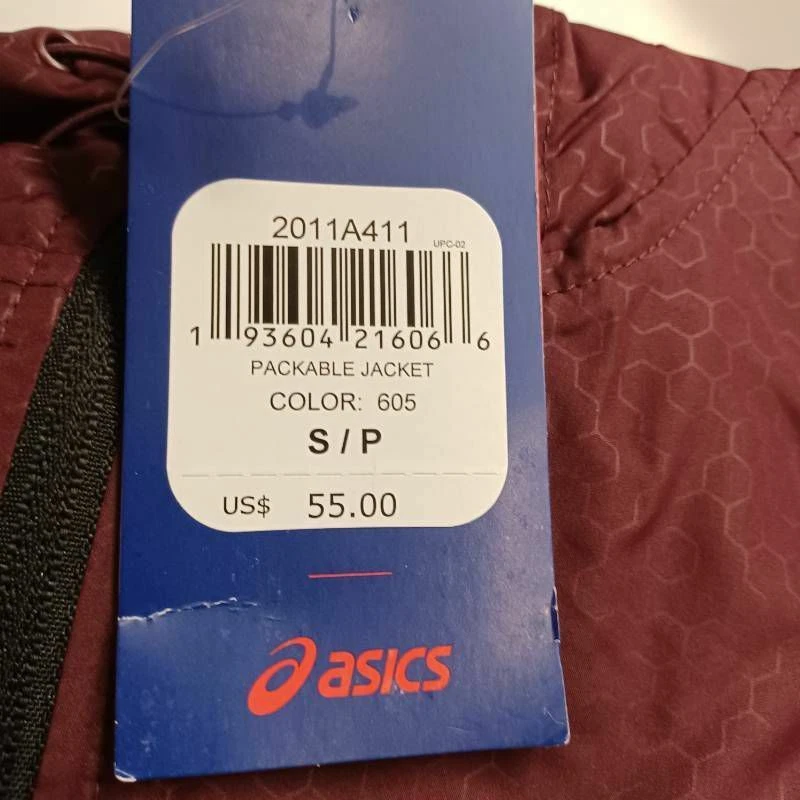 2011A411
UPC-02
1 93604 21606 6
PACKABLE JACKET
COLOR: 605
S / P
US$ 55.00
asics